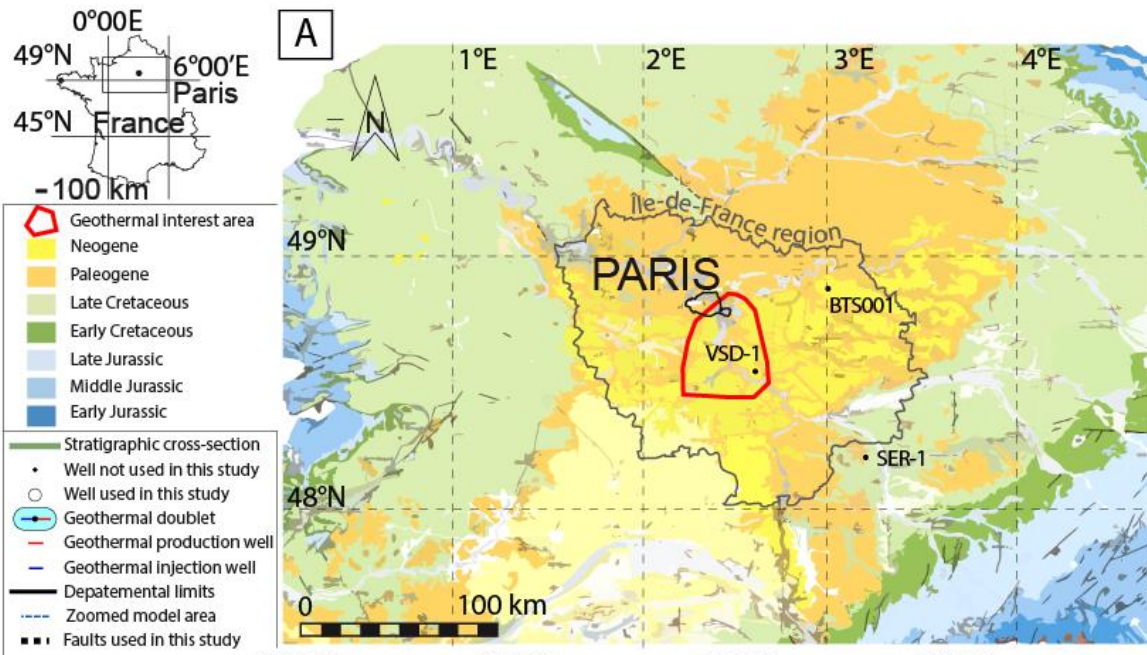 0°00'E
49°N
6°00'E
Paris
France
45°N
100 km
Geothermal interest area
Neogene
Paleogene
Late Cretaceous
Early Cretaceous
Late Jurassic
Middle Jurassic
Early Jurassic
Stratigraphic cross-section
Well not used in this study
Well used in this study
Geothermal doublet
Geothermal production well
Geothermal injection well
Depatemental limits
Zoomed model area
Faults used in this study
A
1°E 2°E 3°E 4°E
N
Île-de-France region
49°N
PARIS
BTS001
VSD-1
SER-1
48°N
0 100 km